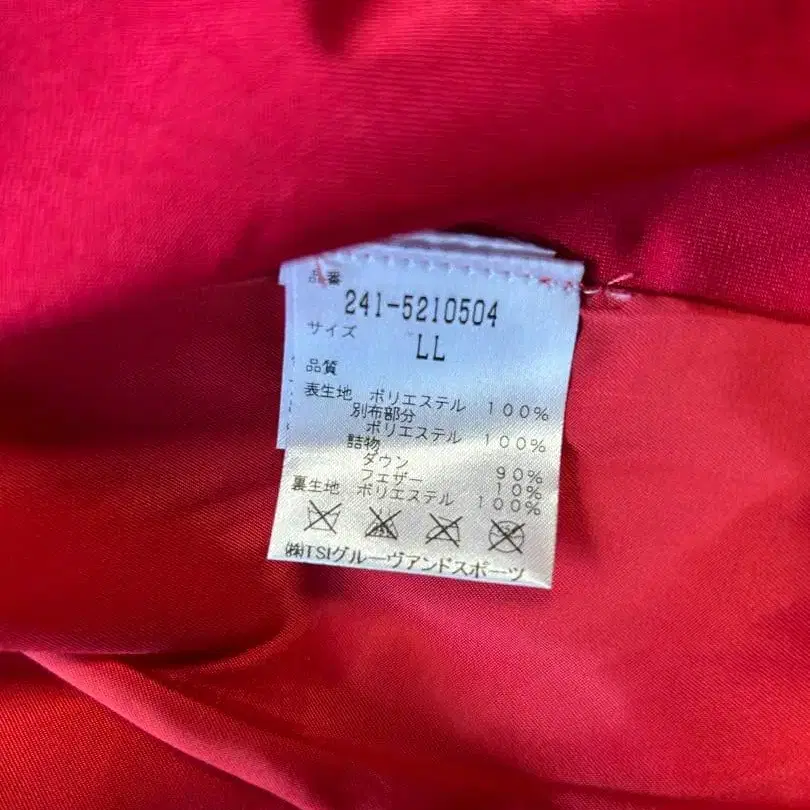 品番
241-5210504
サイズ
LL
品質
表生地 ポリエステル 100%
別布部分
ポリエステル 100%
詰物
ダウン 90%
フェザー 10%
裏生地 ポリエステル 100%
㈱TSIグルーヴアンドスポーツ